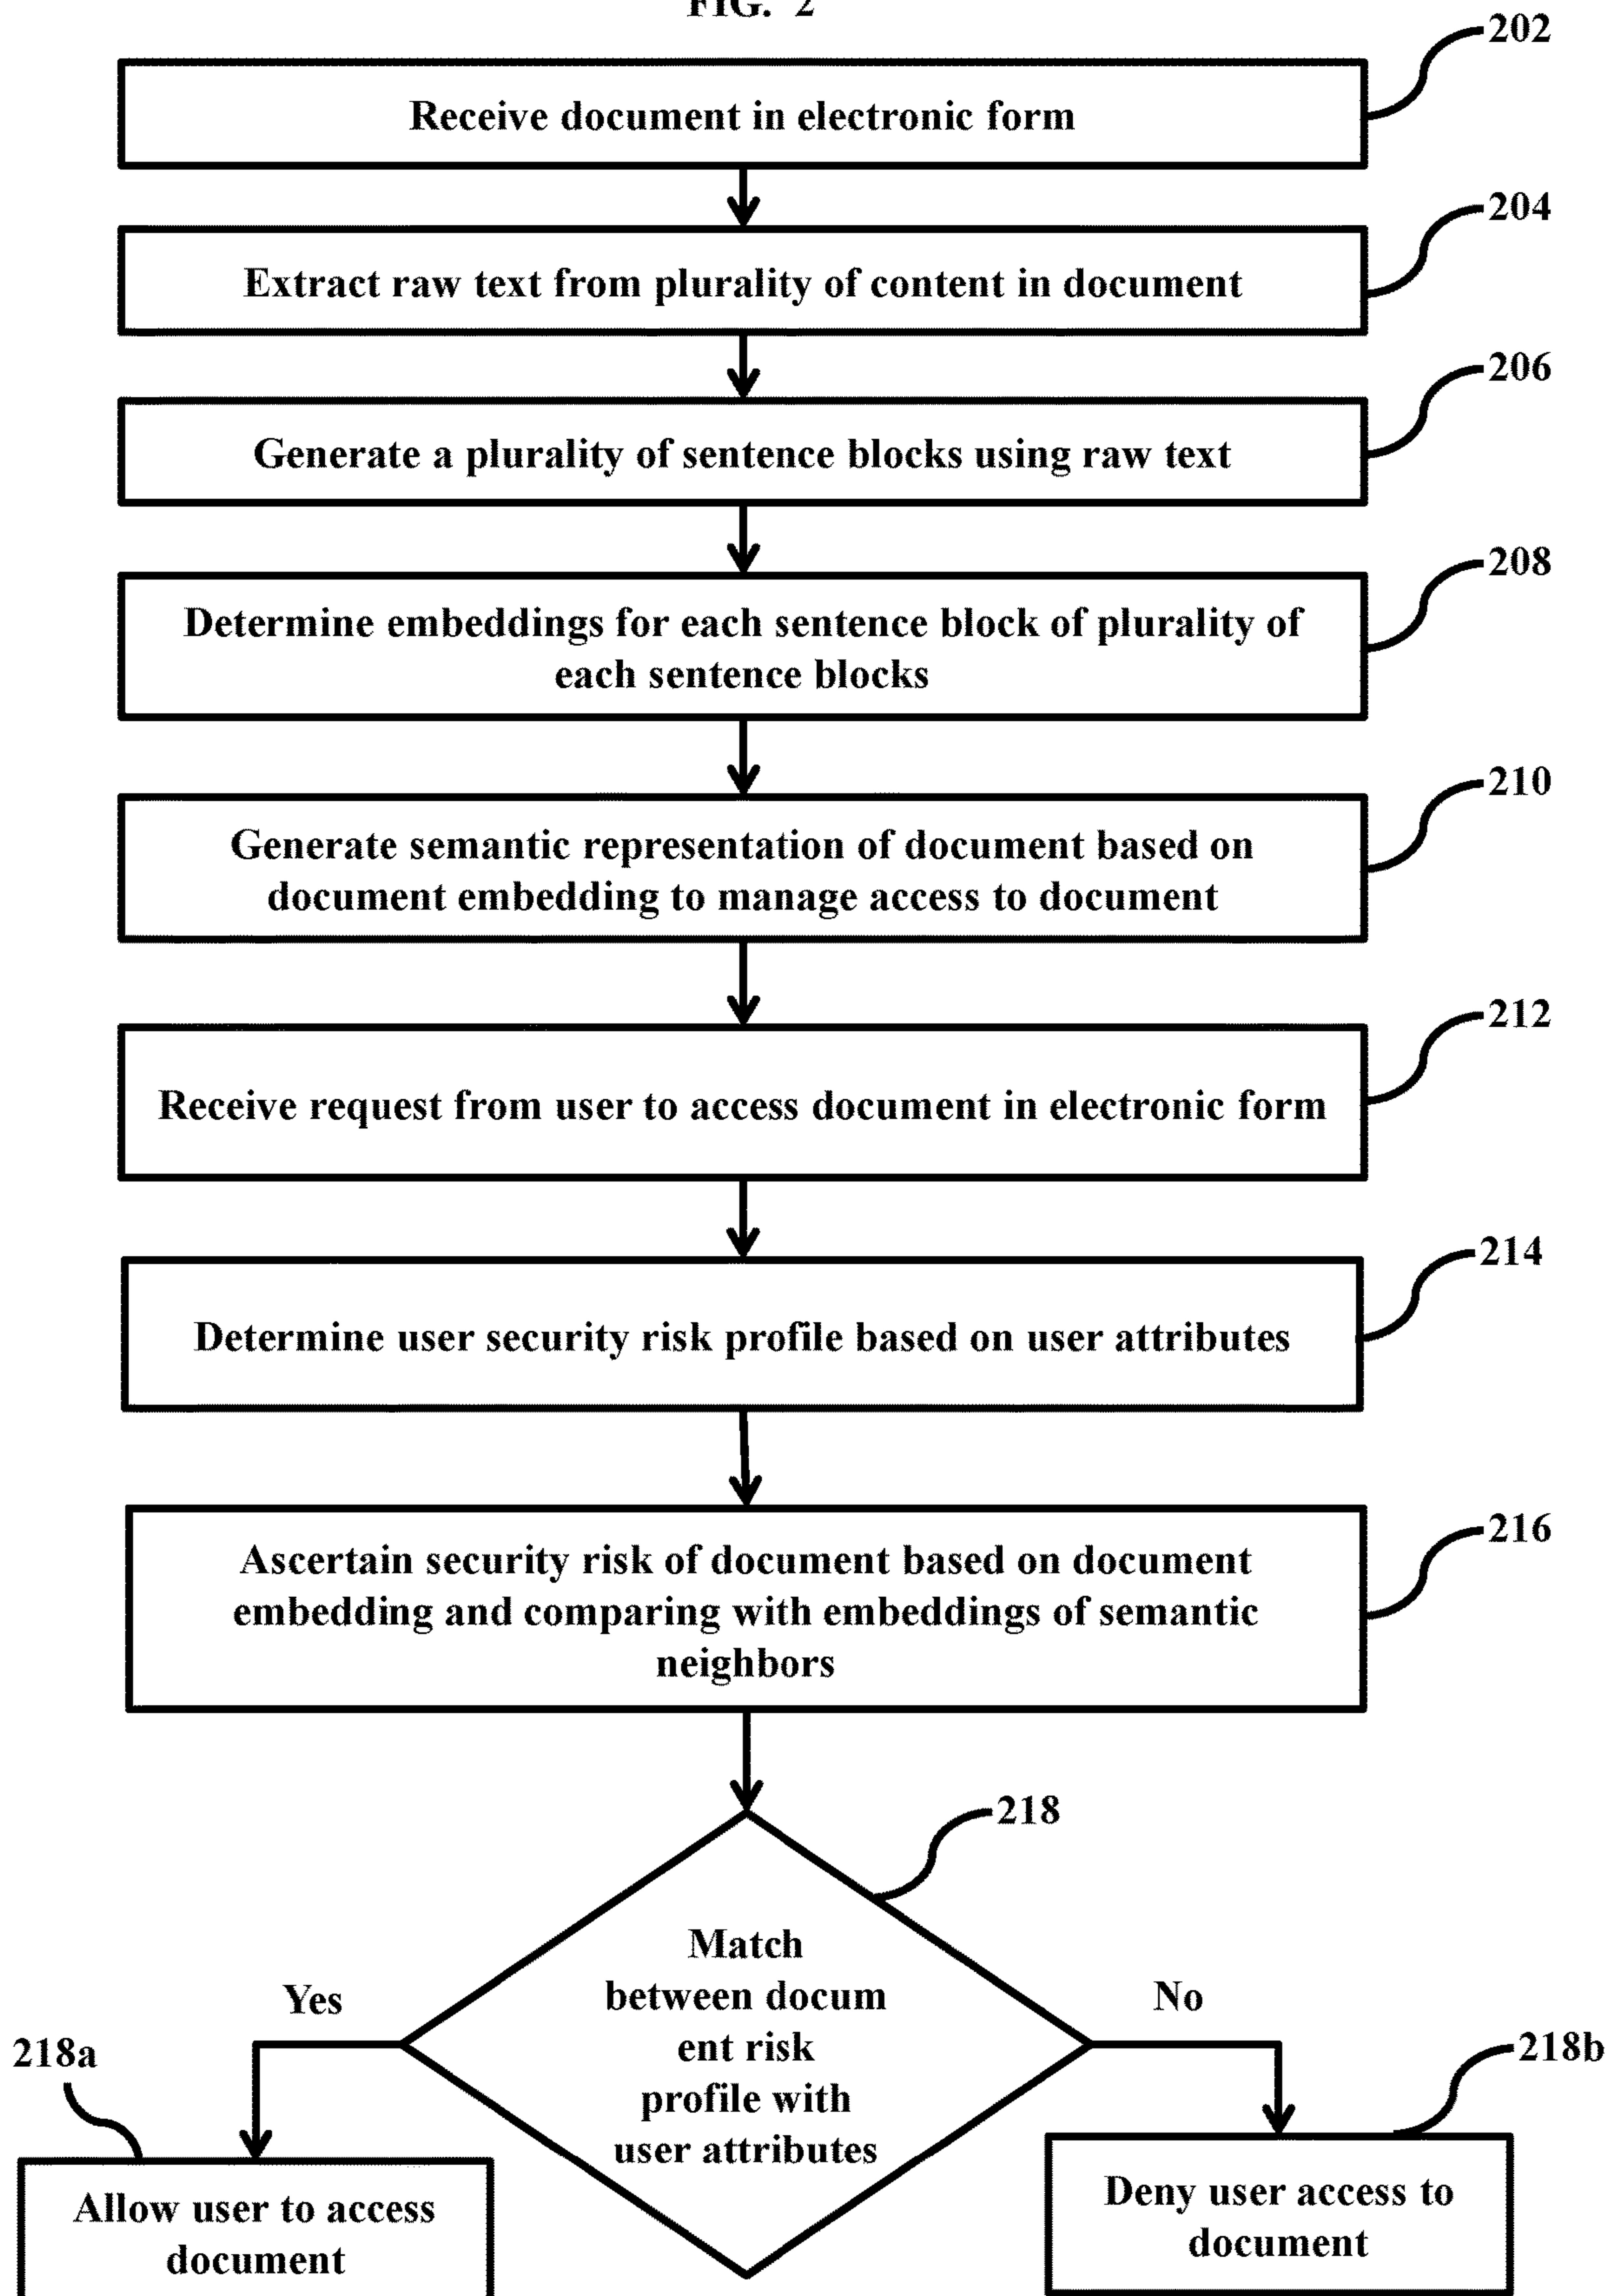 FIG. 2
202
Receive document in electronic form
204
Extract raw text from plurality of content in document
206
Generate a plurality of sentence blocks using raw text
208
Determine embeddings for each sentence block of plurality of
each sentence blocks
210
Generate semantic representation of document based on
document embedding to manage access to document
212
Receive request from user to access document in electronic form
214
Determine user security risk profile based on user attributes
216
Ascertain security risk of document based on document
embedding and comparing with embeddings of semantic
neighbors
218
Match
between docum
ent risk
profile with
user attributes
Yes
No
218a
218b
Allow user to access
document
Deny user access to
document